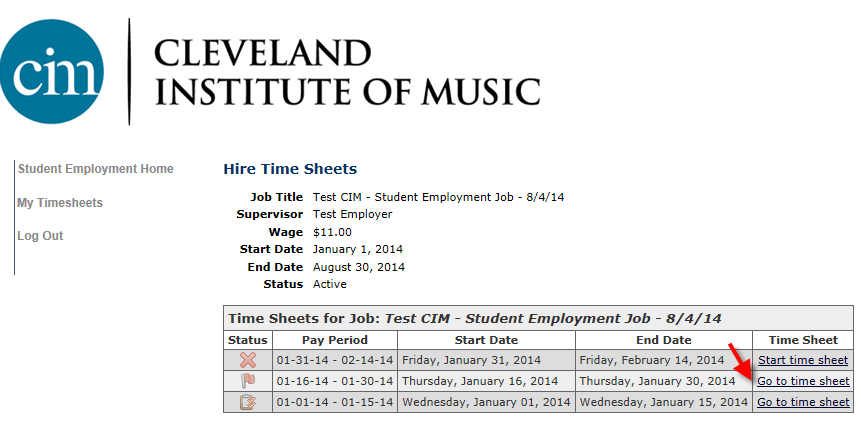 cim
CLEVELAND
INSTITUTE OF MUSIC
Student Employment Home
My Timesheets
Log Out
Hire Time Sheets
Job Title Test CIM - Student Employment Job - 8/4/14
Supervisor Test Employer
Wage $11.00
Start Date January 1, 2014
End Date August 30, 2014
Status Active
Time Sheets for Job: Test CIM - Student Employment Job - 8/4/14
Status Pay Period Start Date End Date Time Sheet
01-31-14 - 02-14-14 Friday, January 31, 2014 Friday, February 14, 2014 Start time sheet
01-16-14 - 01-30-14 Thursday, January 16, 2014 Thursday, January 30, 2014 Go to time sheet
01-01-14 - 01-15-14 Wednesday, January 01, 2014 Wednesday, January 15, 2014 Go to time sheet